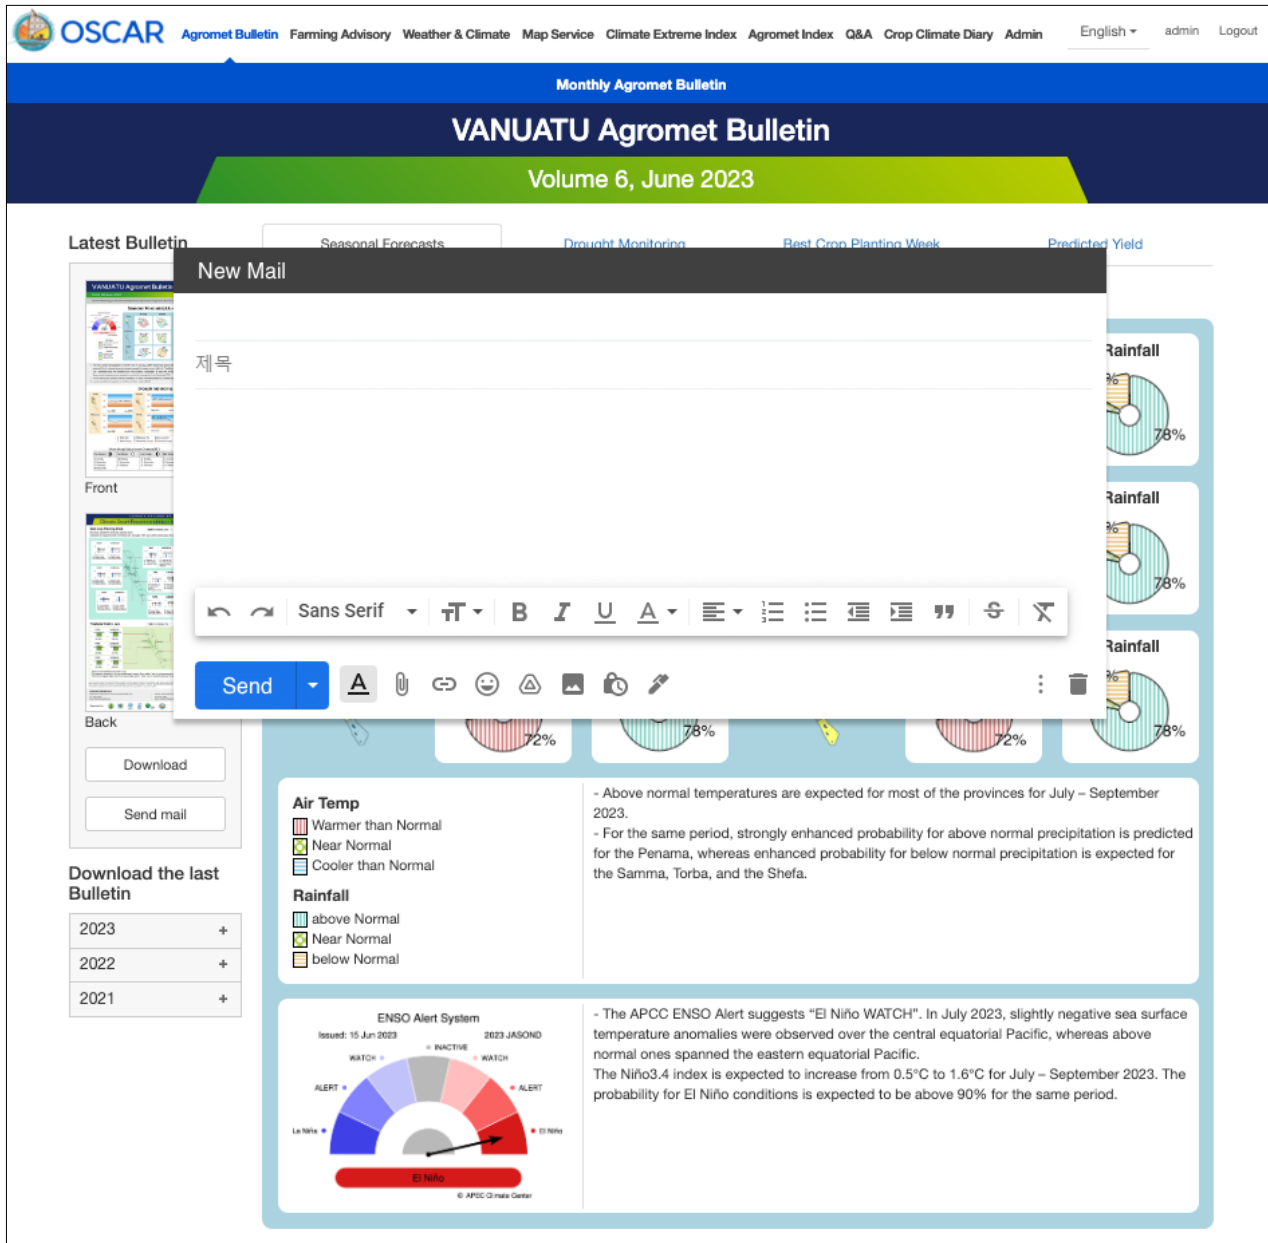 OSCAR
Agromet Bulletin Farming Advisory Weather & Climate Map Service Climate Extreme Index Agromet Index Q&A Crop Climate Diary Admin English admin Logout
Monthly Agromet Bulletin
VANUATU Agromet Bulletin
Volume 6, June 2023
Latest Bulletin
VANUATU Agromet Bulletin
Front
Back
Download
Send mail
Download the last
Bulletin
2023 +
2022 +
2021 +
Seasonal Forecasts Drought Monitoring Best Crop Planting Week Predicted Yield
New Mail
제목
Sans Serif
Send
Rainfall
78%
Rainfall
78%
Rainfall
72% 78% 72% 78%
Air Temp
Warmer than Normal
Near Normal
Cooler than Normal
Rainfall
above Normal
Near Normal
below Normal
- Above normal temperatures are expected for most of the provinces for July – September
2023.
- For the same period, strongly enhanced probability for above normal precipitation is predicted
for the Penama, whereas enhanced probability for below normal precipitation is expected for
the Samma, Torba, and the Shefa.
ENSO Alert System
Issued: 15 Jun 2023 2023 JASOND
INACTIVE
WATCH WATCH
ALERT ALERT
La Niña El Niño
El Niño
© APEC Climate Center
- The APCC ENSO Alert suggests “El Niño WATCH”. In July 2023, slightly negative sea surface
temperature anomalies were observed over the central equatorial Pacific, whereas above
normal ones spanned the eastern equatorial Pacific.
The Niño3.4 index is expected to increase from 0.5°C to 1.6°C for July – September 2023. The
probability for El Niño conditions is expected to be above 90% for the same period.